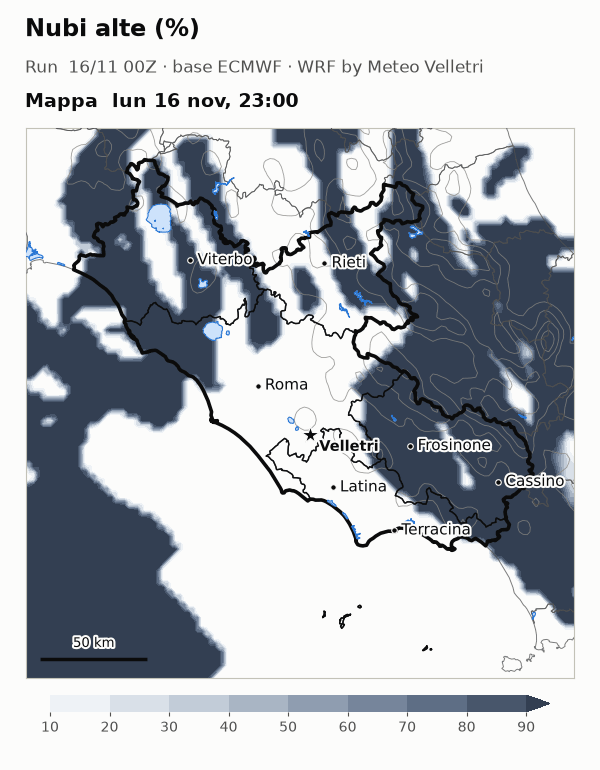 Nubi alte (%)
Run  16/11 00Z · base ECMWF · WRF by Meteo Velletri
Mappa  lun 16 nov, 23:00
Viterbo
Rieti
Roma
Velletri
Frosinone
Cassino
Latina
Terracina
50 km
10 20 30 40 50 60 70 80 90